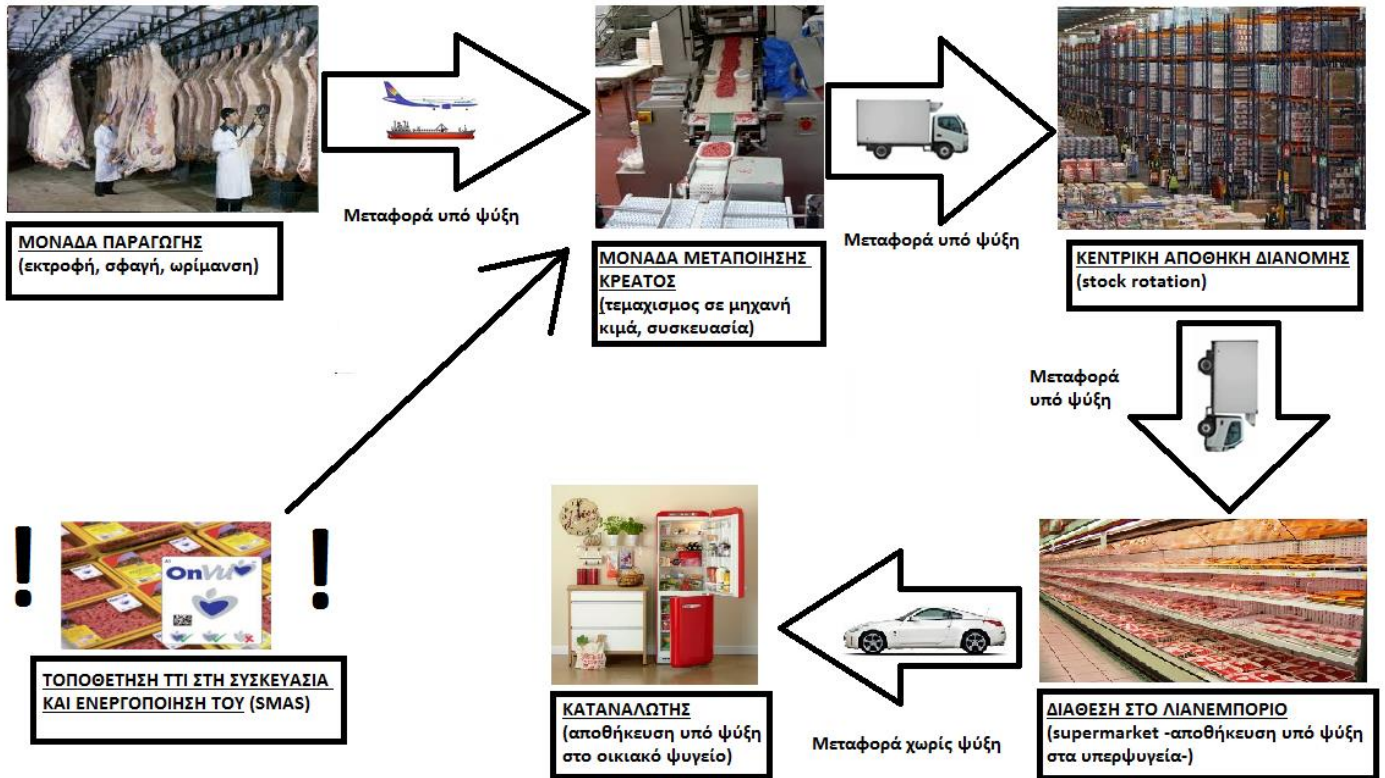 Μεταφορά υπό ψύξη
ΜΟΝΑΔΑ ΠΑΡΑΓΩΓΗΣ
(εκτροφή, σφαγή, ωρίμανση)
ΜΟΝΑΔΑ ΜΕΤΑΠΟΙΗΣΗΣ
ΚΡΕΑΤΟΣ
(τεμαχισμος σε μηχανή
κιμά, συσκευασία)
Μεταφορά υπό ψύξη
ΚΕΝΤΡΙΚΗ ΑΠΟΘΗΚΗ ΔΙΑΝΟΜΗΣ
(stock rotation)
Μεταφορά
υπό ψύξη
! !
OnVu
ΤΟΠΟΘΕΤΗΣΗ ΤΤΙ ΣΤΗ ΣΥΣΚΕΥΑΣΙΑ
ΚΑΙ ΕΝΕΡΓΟΠΟΙΗΣΗ ΤΟΥ (SMAS)
ΚΑΤΑΝΑΛΩΤΗΣ
(αποθήκευση υπό ψύξη
στο οικιακό ψυγείο)
Μεταφορά χωρίς ψύξη
ΔΙΑΘΕΣΗ ΣΤΟ ΛΙΑΝΕΜΠΟΡΙΟ
(supermarket -αποθήκευση υπό ψύξη
στα υπερψυγεία-)